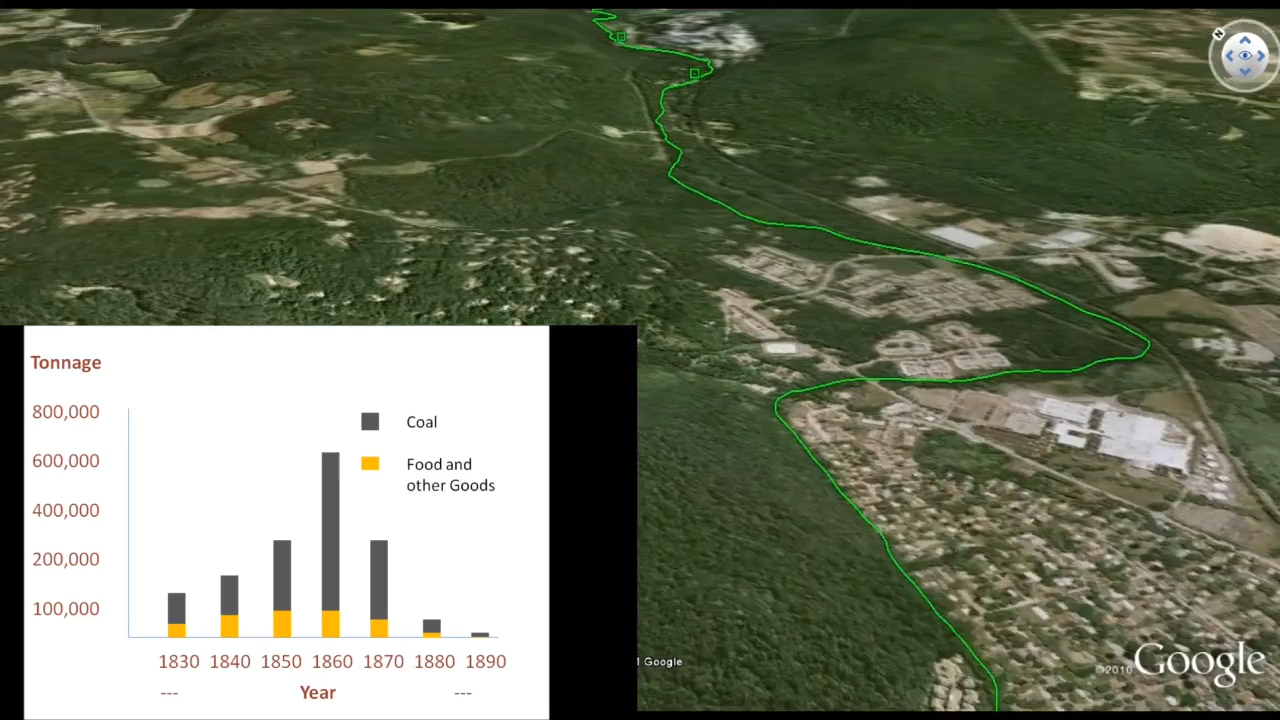 Tonnage
800,000
600,000
400,000
200,000
100,000
Coal
Food and
other Goods
1830 1840 1850 1860 1870 1880 1890
--- Year ---
Google
©2010 Google